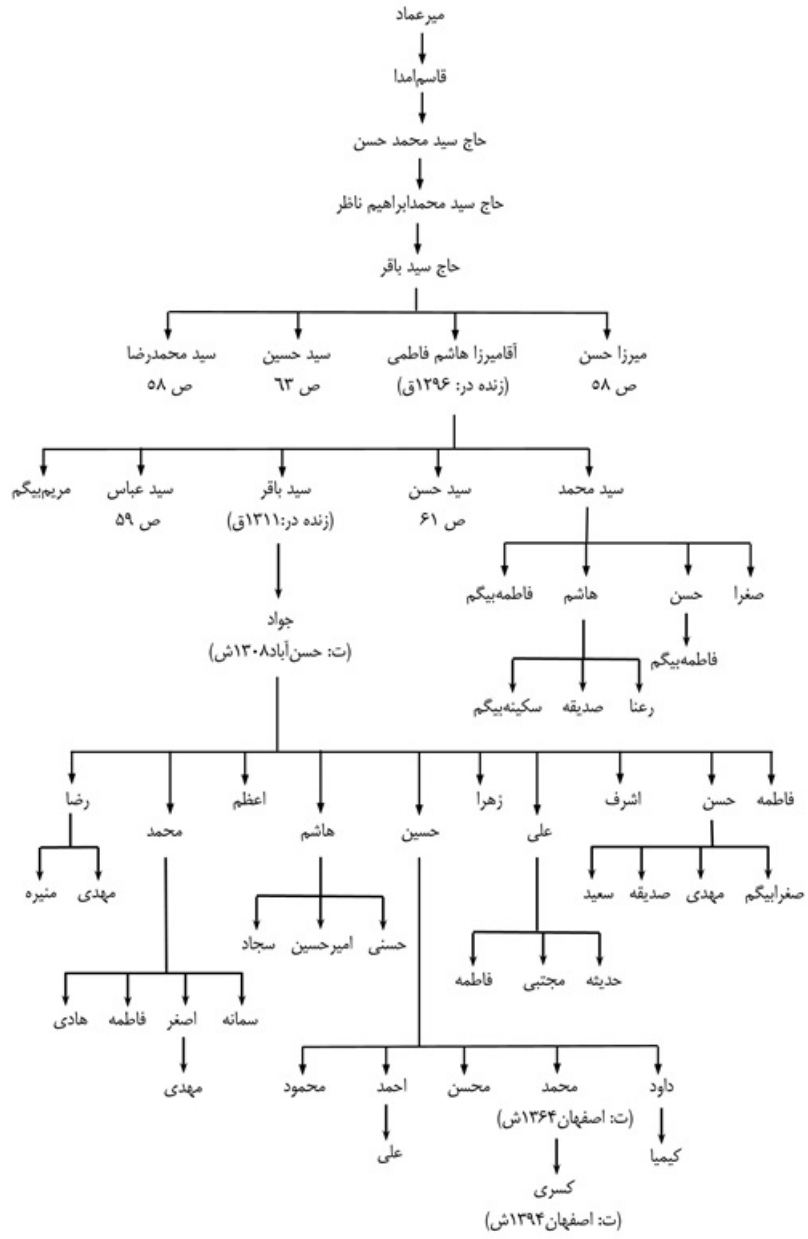 میرعماد
قاسم‌امدا
حاج سید محمد حسن
حاج سید محمدابراهیم ناظر
حاج سید باقر
میرزا حسن
ص ۵۸
آقامیرزا هاشم فاطمی
(زنده در: ۱۲۹۶ق)
سید حسین
ص ۶۳
سید محمدرضا
ص ۵۸
سید محمد
سید حسن
ص ۶۱
سید باقر
(زنده در:۱۳۱۱ق)
سید عباس
ص ۵۹
مریم‌بیگم
صغرا
حسن
هاشم
فاطمه‌بیگم
فاطمه‌بیگم
جواد
(ت: حسن‌آباد۱۳۰۸ش)
رعنا
صدیقه
سکینه‌بیگم
فاطمه
حسن
اشرف
علی
زهرا
حسین
هاشم
اعظم
محمد
رضا
صغرابیگم
مهدی
صدیقه
سعید
مهدی
منیره
حسنی
امیرحسین
سجاد
حدیثه
مجتبی
فاطمه
سمانه
اصغر
فاطمه
هادی
مهدی
داود
محمد
(ت: اصفهان۱۳۶۴ش)
محسن
احمد
محمود
کیمیا
علی
کسری
(ت: اصفهان۱۳۹۴ش)